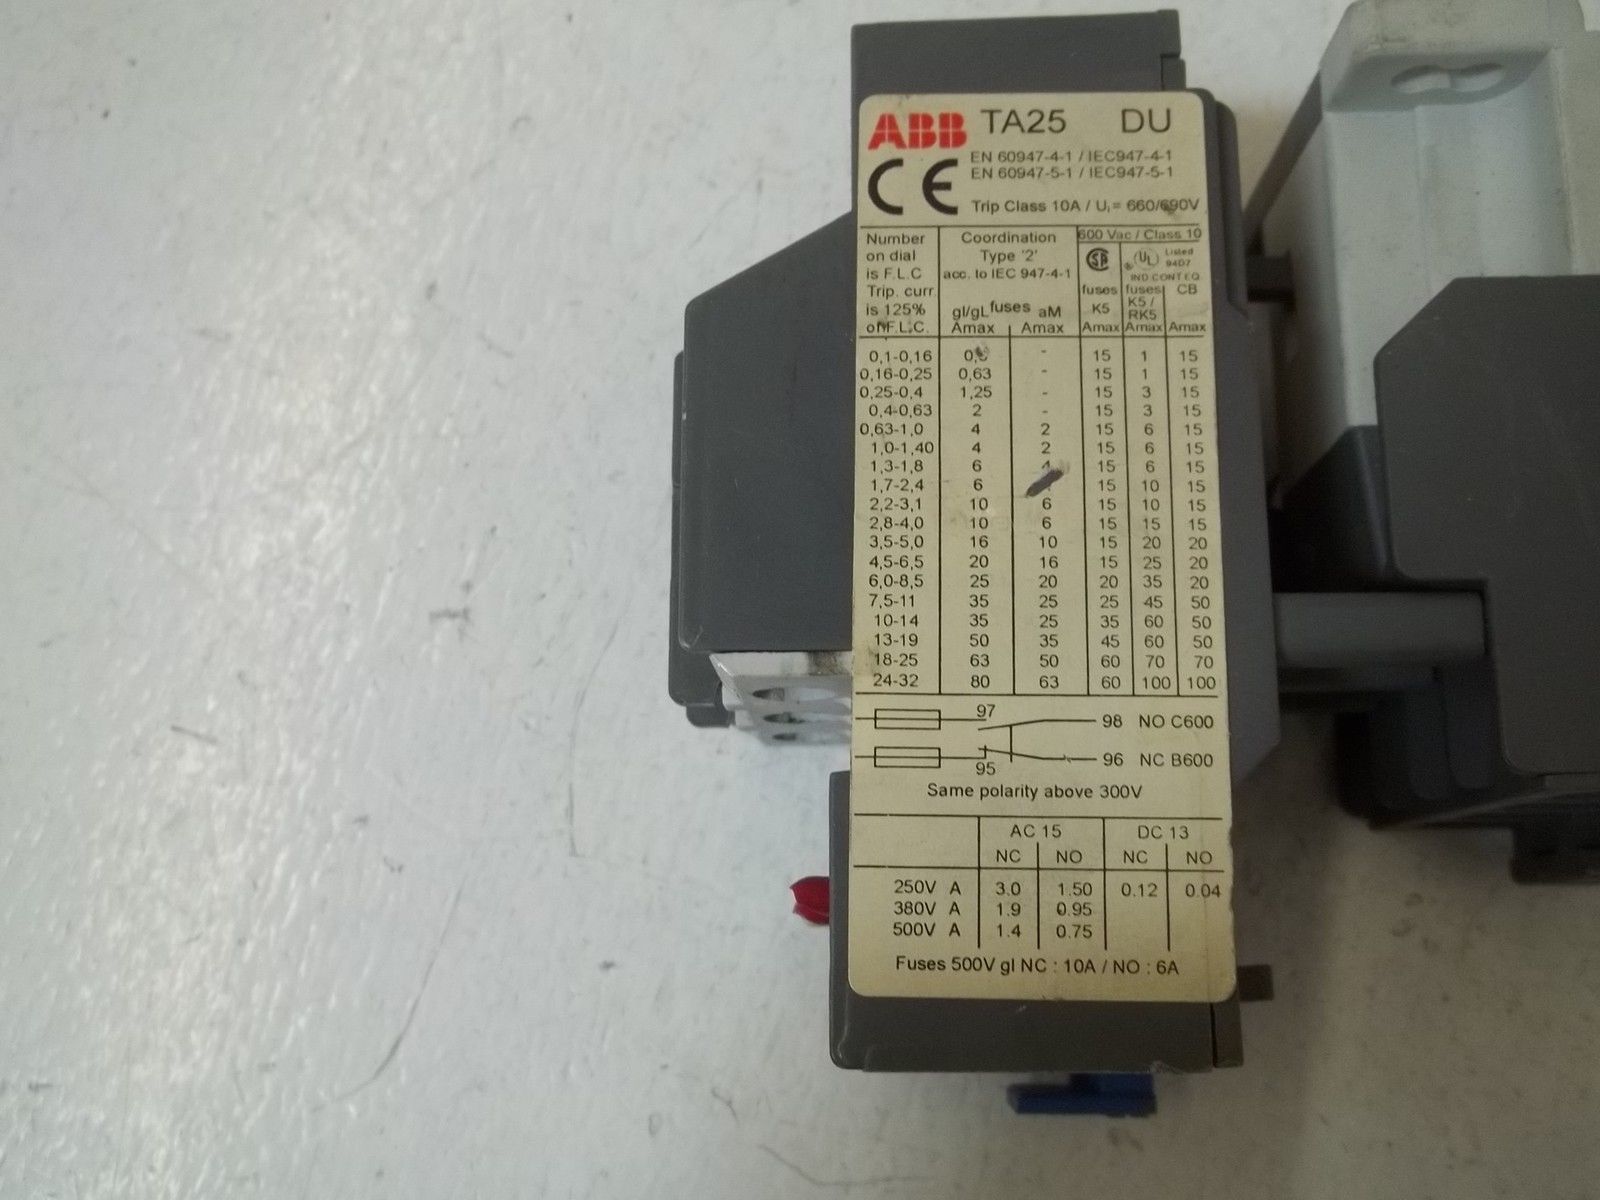 ABB TA25 DU
EN 60947-4-1 / IEC947-4-1
CE EN 60947-5-1 / IEC947-5-1
Trip Class 10A / Ui = 660/690V
Number on dial is F.L.C Trip. curr. is 125% of F.L.C.
Coordination Type '2' acc. to IEC 947-4-1
600 Vac / Class 10
SA UL Listed 94D7
IND.CONT.EQ.
gI/gL fuses aM
fuses K5
fuses K5 / RK5
CB
Amax Amax Amax Amax Amax
0,1-0,16 - 15 1 15
0,16-0,25 0,63 - 15 1 15
0,25-0,4 1,25 - 15 3 15
0,4-0,63 2 - 15 3 15
0,63-1,0 4 2 15 6 15
1,0-1,40 4 2 15 6 15
1,3-1,8 6 15 6 15
1,7-2,4 6 15 10 15
2,2-3,1 10 6 15 10 15
2,8-4,0 10 6 15 15 15
3,5-5,0 16 10 15 20 20
4,5-6,5 20 16 15 25 20
6,0-8,5 25 20 20 35 20
7,5-11 35 25 25 45 50
10-14 35 25 35 60 50
13-19 50 35 45 60 50
18-25 63 50 60 70 70
24-32 80 63 60 100 100
97 98 NO C600
95 96 NC B600
Same polarity above 300V
AC 15 DC 13
NC NO NC NO
250V A 3.0 1.50 0.12 0.04
380V A 1.9 0.95
500V A 1.4 0.75
Fuses 500V gI NC : 10A / NO : 6A